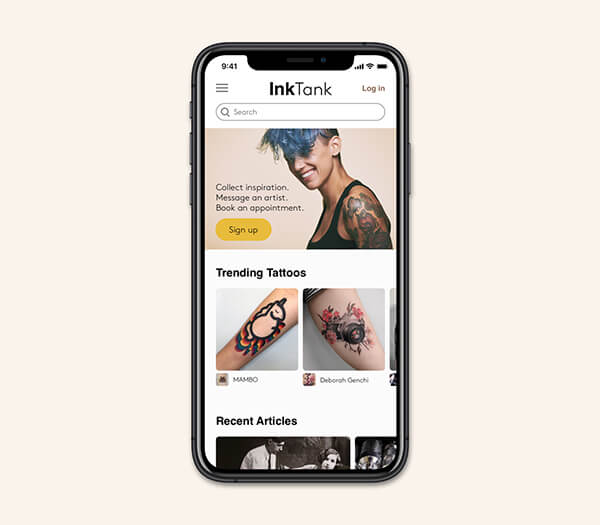 9:41
InkTank
Log in
Search
Collect inspiration.
Message an artist.
Book an appointment.
Sign up
Trending Tattoos
MAMBO
Deborah Genchi
Recent Articles